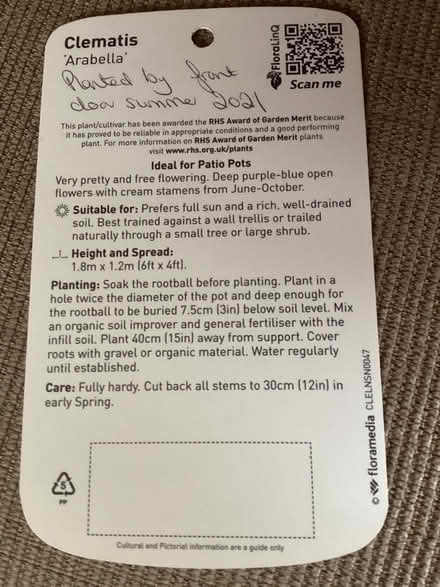 Clematis
'Arabella'
FloraLinQ
Scan me
Planted by front
door summer 2021
This plant/cultivar has been awarded the RHS Award of Garden Merit because
it has proved to be reliable in appropriate conditions and a good performing
plant. For more information on RHS Award of Garden Merit plants
visit www.rhs.org.uk/plants
Ideal for Patio Pots
Very pretty and free flowering. Deep purple-blue open
flowers with cream stamens from June-October.
Suitable for: Prefers full sun and a rich, well-drained
soil. Best trained against a wall trellis or trailed
naturally through a small tree or large shrub.
Height and Spread:
1.8m x 1.2m (6ft x 4ft).
Planting: Soak the rootball before planting. Plant in a
hole twice the diameter of the pot and deep enough for
the rootball to be buried 7.5cm (3in) below soil level. Mix
an organic soil improver and general fertiliser with the
infill soil. Plant 40cm (15in) away from support. Cover
roots with gravel or organic material. Water regularly
until established.
Care: Fully hardy. Cut back all stems to 30cm (12in) in
early Spring.
© floramedia CLELNSN0047
5
PP
Cultural and Pictorial information are a guide only